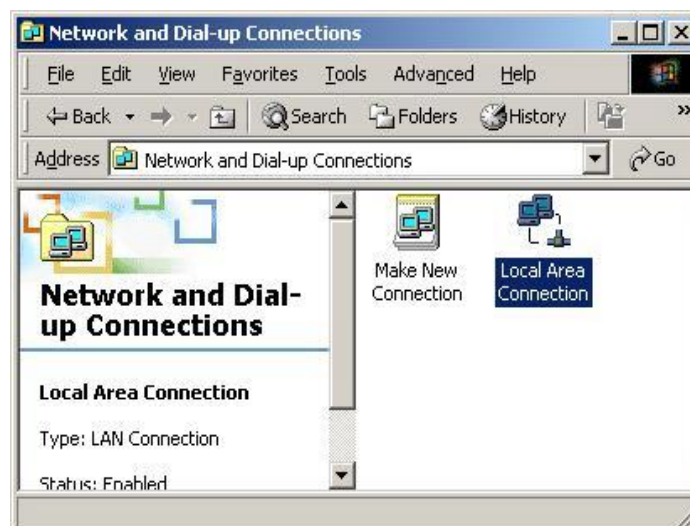 Network and Dial-up Connections
File Edit View Favorites Tools Advanced Help
Back Search Folders History »
Address Network and Dial-up Connections Go
Make New Connection
Local Area Connection
Network and Dial-
up Connections
Local Area Connection
Type: LAN Connection
Status: Enabled